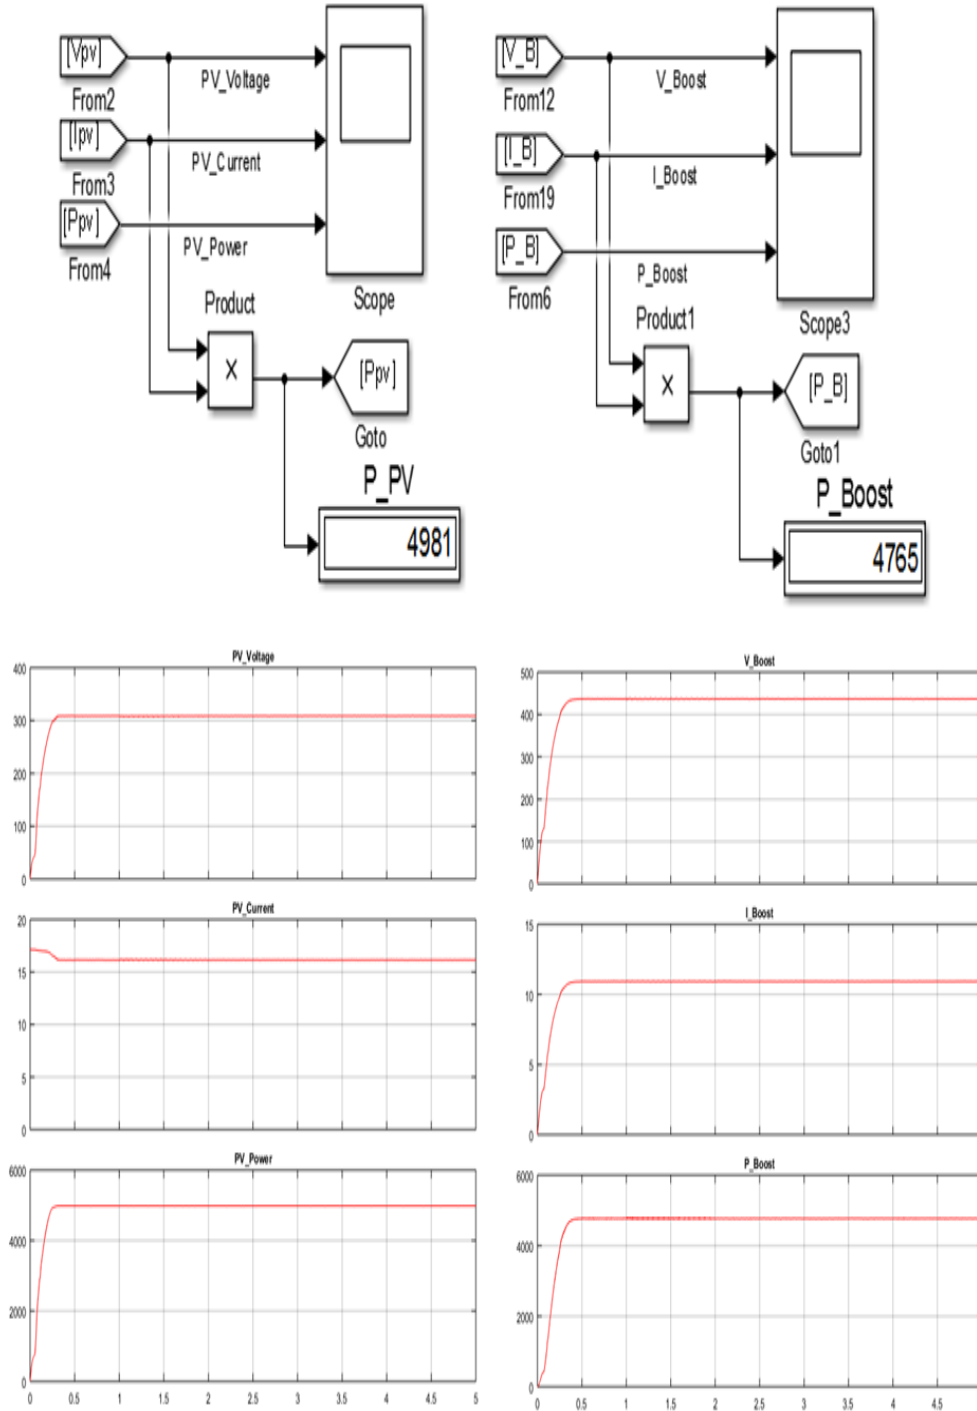 [Vpv]
PV_Voltage
From2
[Ipv]
PV_Current
From3
[Ppv]
PV_Power
From4
Product
Scope
×
[Ppv]
Goto
P_PV
4981
[V_B]
V_Boost
From12
[I_B]
I_Boost
From19
[P_B]
P_Boost
From6
Product1
Scope3
×
[P_B]
Goto1
P_Boost
4765
PV_Voltage
400
300
200
100
0
PV_Current
20
15
10
5
0
PV_Power
6000
4000
2000
0
0 0.5 1 1.5 2 2.5 3 3.5 4 4.5 5
V_Boost
500
400
300
200
100
0
I_Boost
15
10
5
0
P_Boost
6000
4000
2000
0
0 0.5 1 1.5 2 2.5 3 3.5 4 4.5